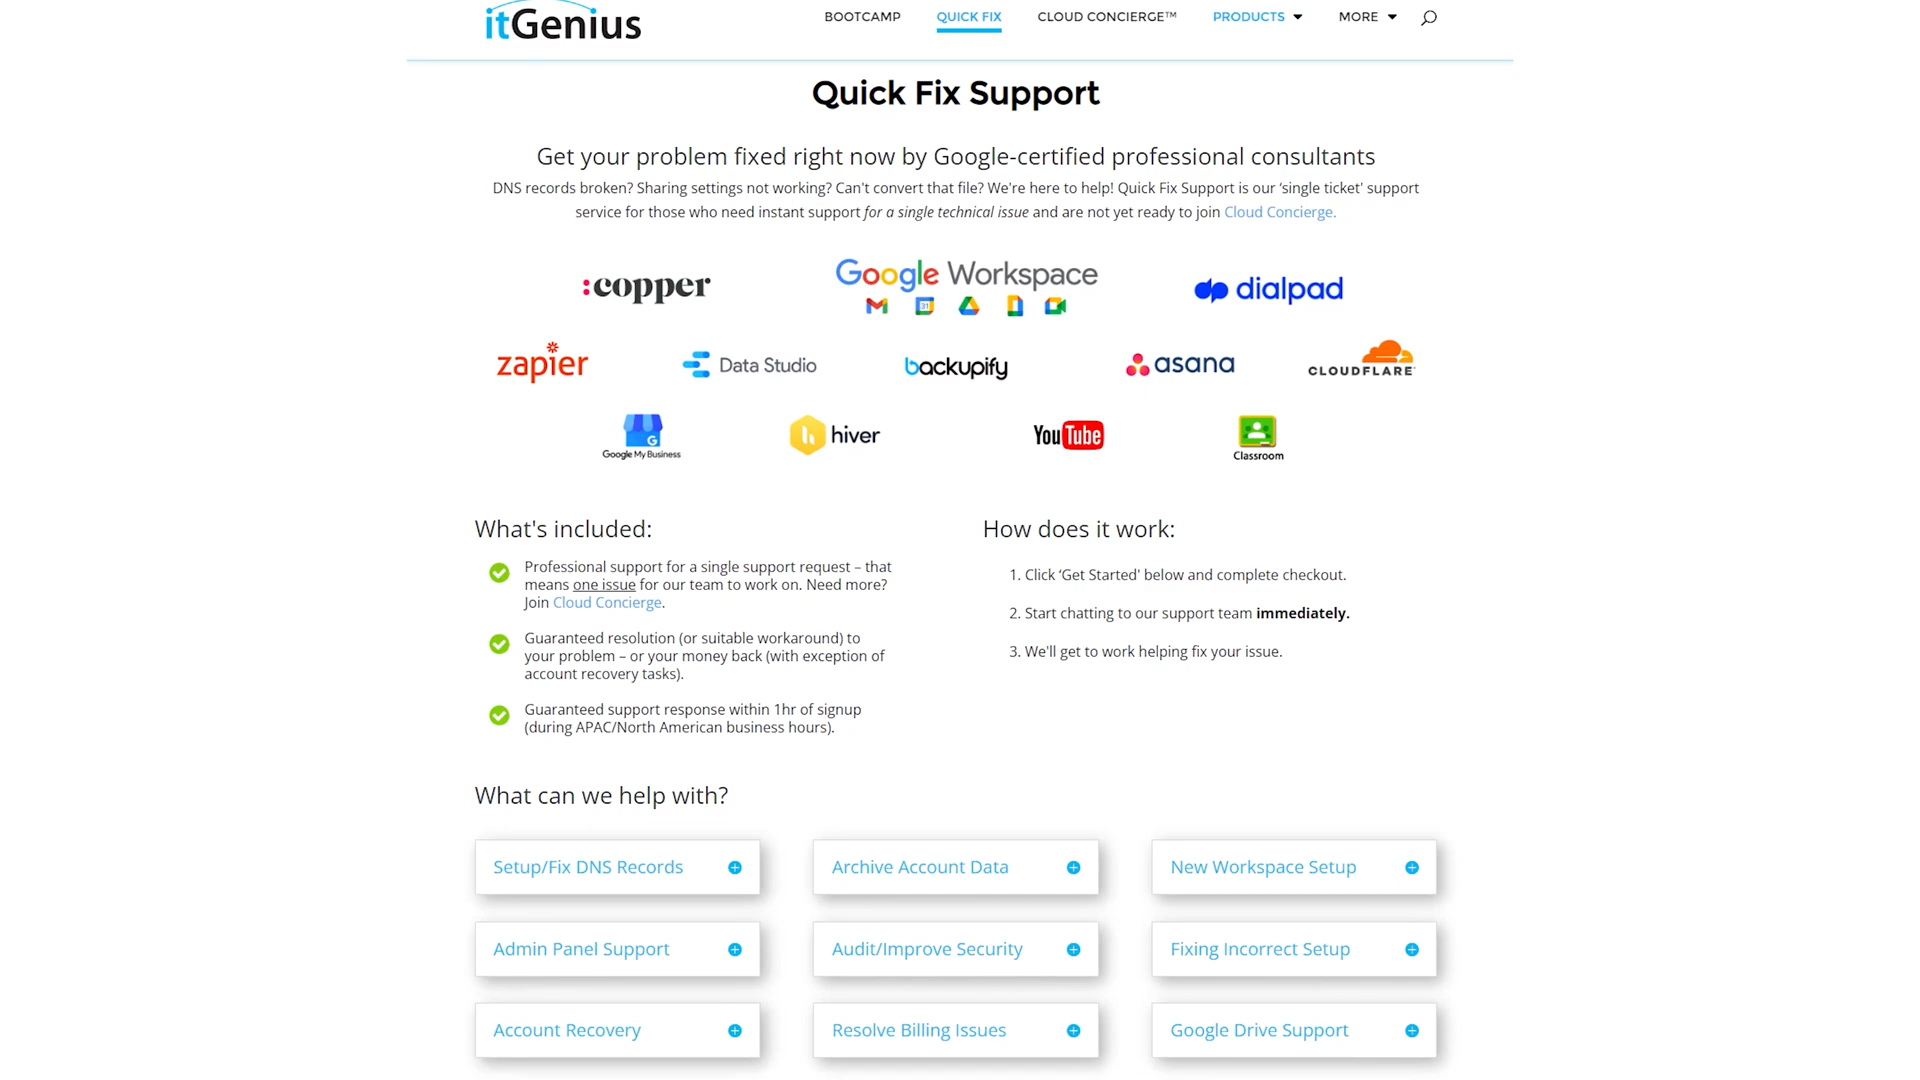 itGenius
BOOTCAMP
QUICK FIX
CLOUD CONCIERGE™
PRODUCTS
MORE
Quick Fix Support
Get your problem fixed right now by Google-certified professional consultants
DNS records broken? Sharing settings not working? Can't convert that file? We're here to help! Quick Fix Support is our ‘single ticket' support
service for those who need instant support for a single technical issue and are not yet ready to join Cloud Concierge.
copper
Google Workspace
31
dialpad
zapier
Data Studio
backupify
asana
CLOUDFLARE
G
Google My Business
h hiver
YouTube
Classroom
What's included:
Professional support for a single support request – that
means one issue for our team to work on. Need more?
Join Cloud Concierge.
Guaranteed resolution (or suitable workaround) to
your problem – or your money back (with exception of
account recovery tasks).
Guaranteed support response within 1hr of signup
(during APAC/North American business hours).
How does it work:
1. Click ‘Get Started' below and complete checkout.
2. Start chatting to our support team immediately.
3. We'll get to work helping fix your issue.
What can we help with?
Setup/Fix DNS Records
Archive Account Data
New Workspace Setup
Admin Panel Support
Audit/Improve Security
Fixing Incorrect Setup
Account Recovery
Resolve Billing Issues
Google Drive Support